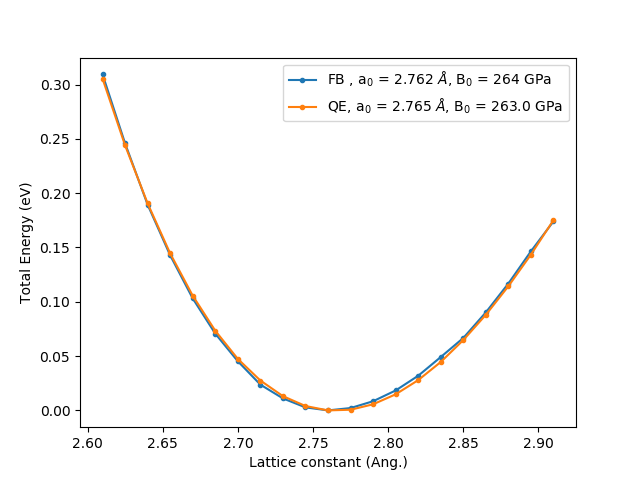 FB , a₀ = 2.762 Å, B₀ = 264 GPa
QE, a₀ = 2.765 Å, B₀ = 263.0 GPa
0.30
0.25
0.20
0.15
0.10
0.05
0.00
Total Energy (eV)
2.60 2.65 2.70 2.75 2.80 2.85 2.90
Lattice constant (Ang.)